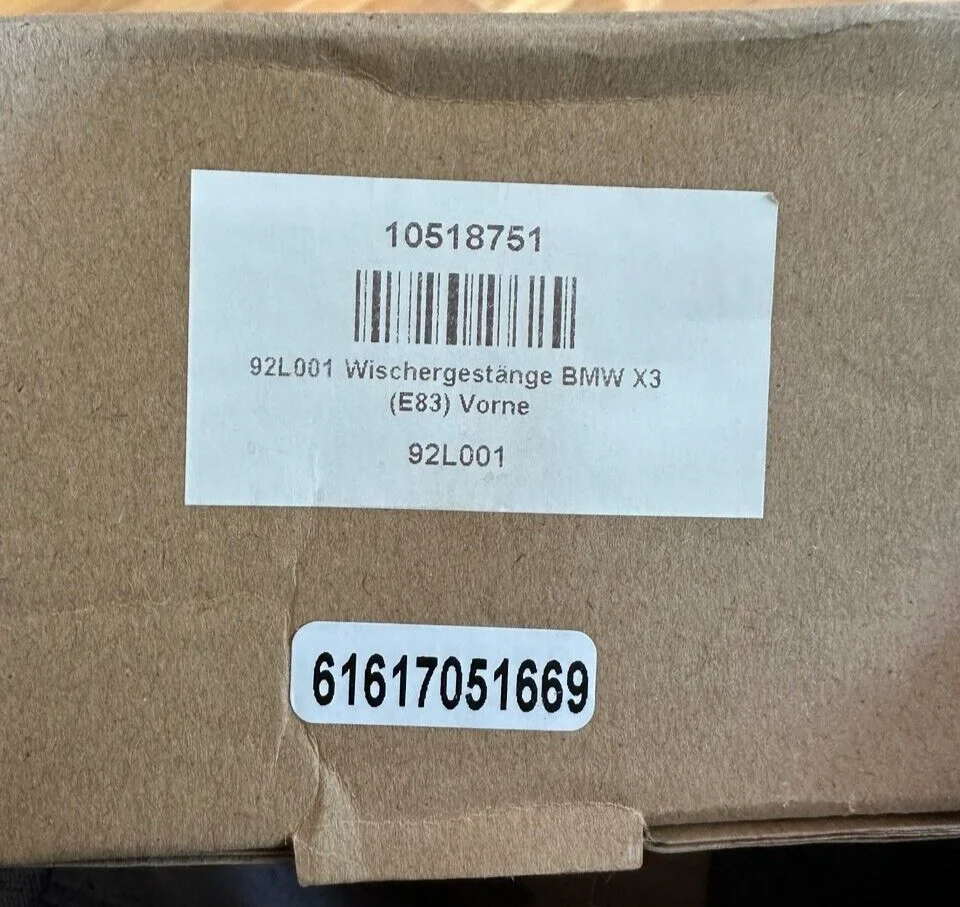 10518751
92L001 Wischergestänge BMW X3
(E83) Vorne
92L001
61617051669